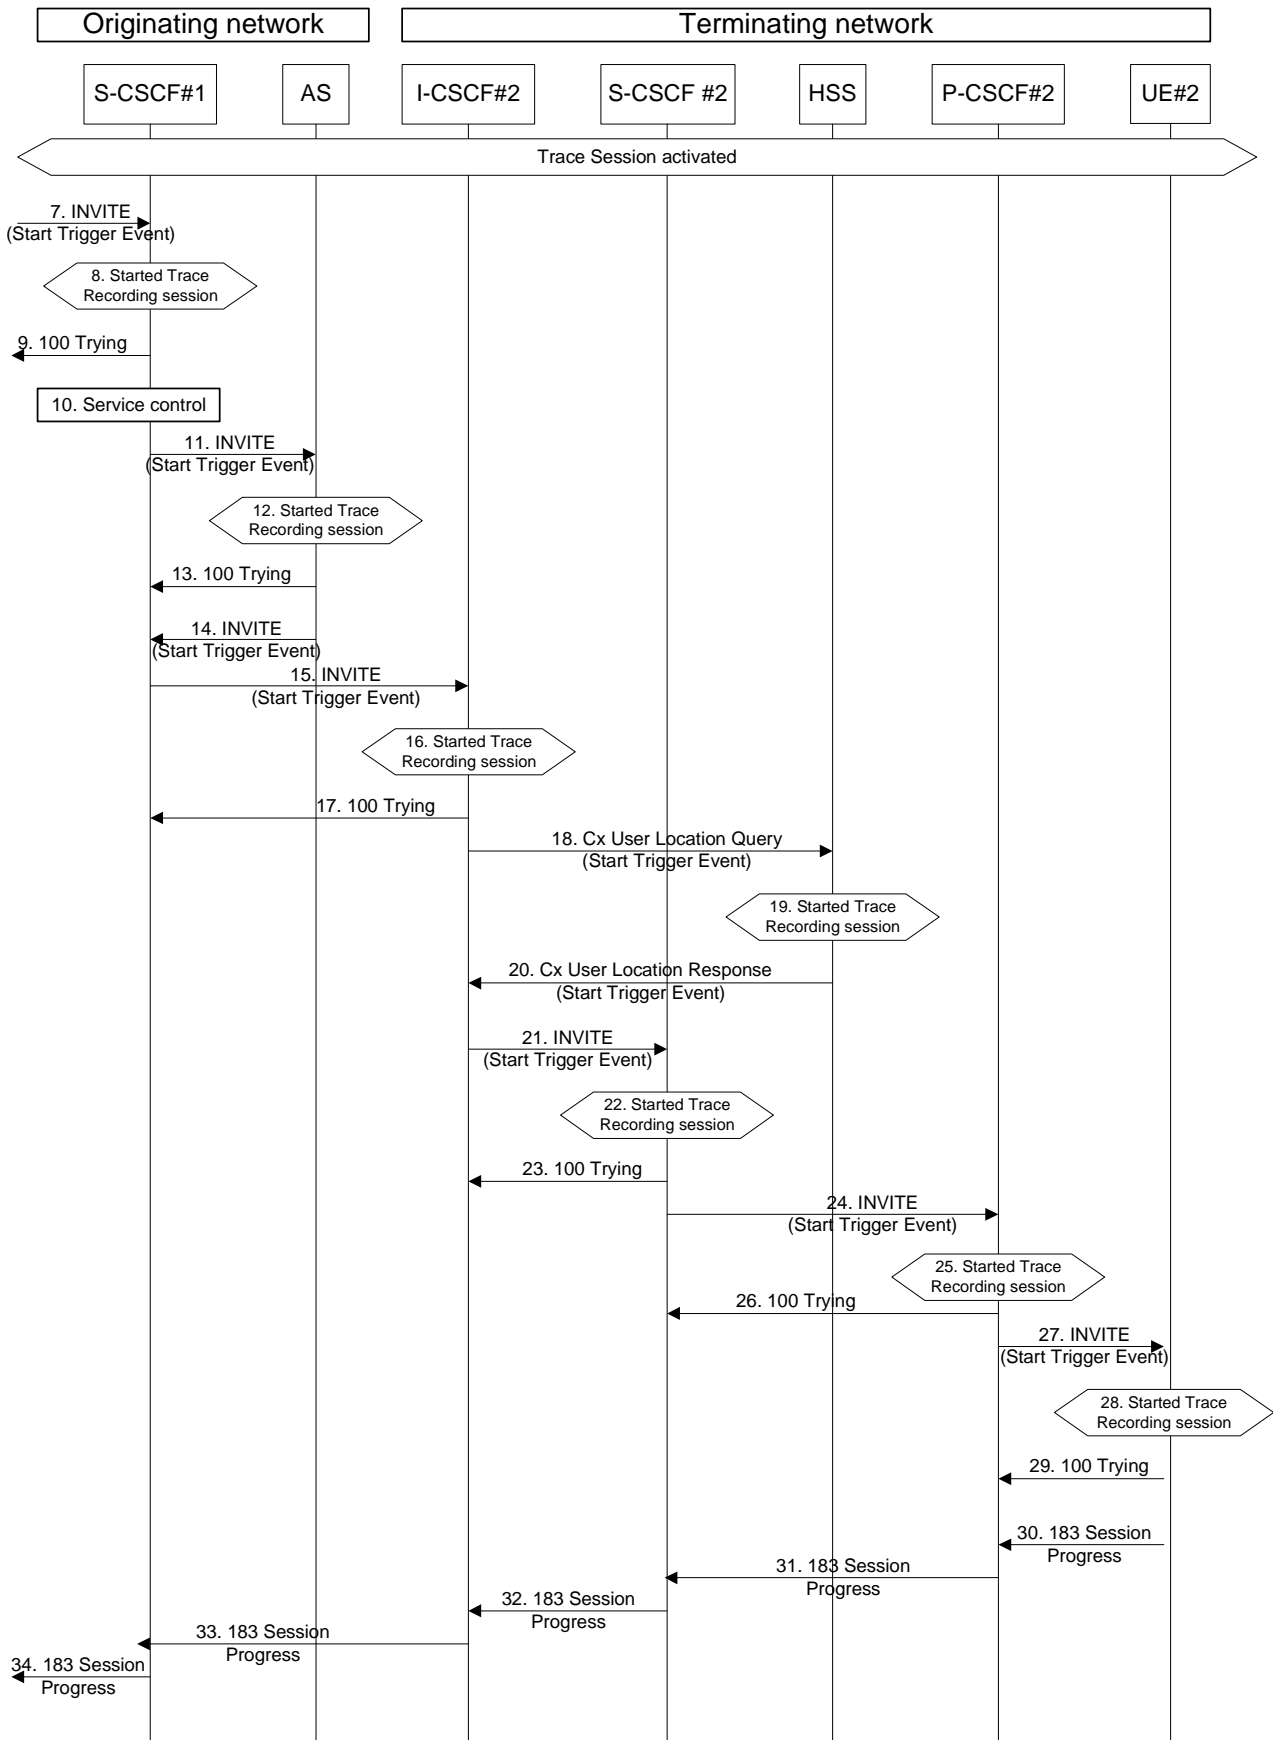 Originating network
Terminating network
S-CSCF#1
AS
I-CSCF#2
S-CSCF #2
HSS
P-CSCF#2
UE#2
Trace Session activated
7. INVITE
(Start Trigger Event)
8. Started Trace
Recording session
9. 100 Trying
10. Service control
11. INVITE
(Start Trigger Event)
12. Started Trace
Recording session
13. 100 Trying
14. INVITE
(Start Trigger Event)
15. INVITE
(Start Trigger Event)
16. Started Trace
Recording session
17. 100 Trying
18. Cx User Location Query
(Start Trigger Event)
19. Started Trace
Recording session
20. Cx User Location Response
(Start Trigger Event)
21. INVITE
(Start Trigger Event)
22. Started Trace
Recording session
23. 100 Trying
24. INVITE
(Start Trigger Event)
25. Started Trace
Recording session
26. 100 Trying
27. INVITE
(Start Trigger Event)
28. Started Trace
Recording session
29. 100 Trying
30. 183 Session
Progress
31. 183 Session
Progress
32. 183 Session
Progress
33. 183 Session
Progress
34. 183 Session
Progress